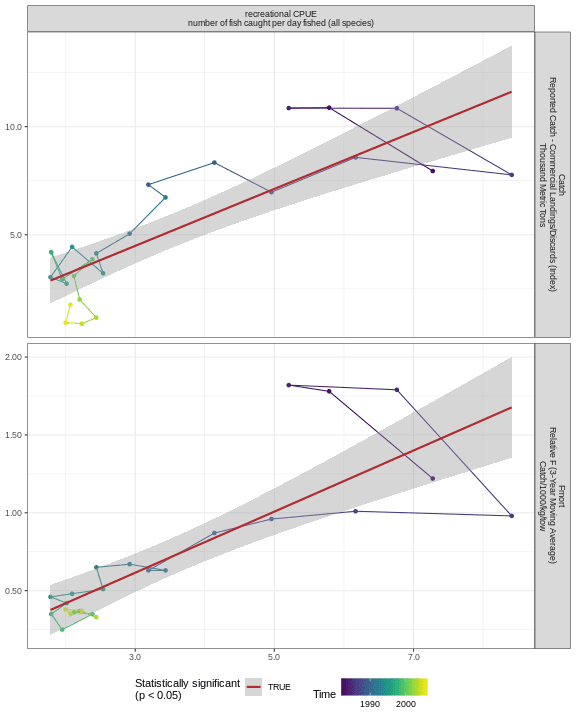 recreational CPUE
number of fish caught per day fished (all species)
10.0
5.0
Catch
Reported Catch - Commercial Landings/Discards (Index)
Thousand Metric Tons
2.00
1.50
1.00
0.50
Fmort
Relative F (3-Year Moving Average)
Catch/1000/kg/tow
3.0
5.0
7.0
Statistically significant
(p < 0.05)
TRUE
Time
1990
2000